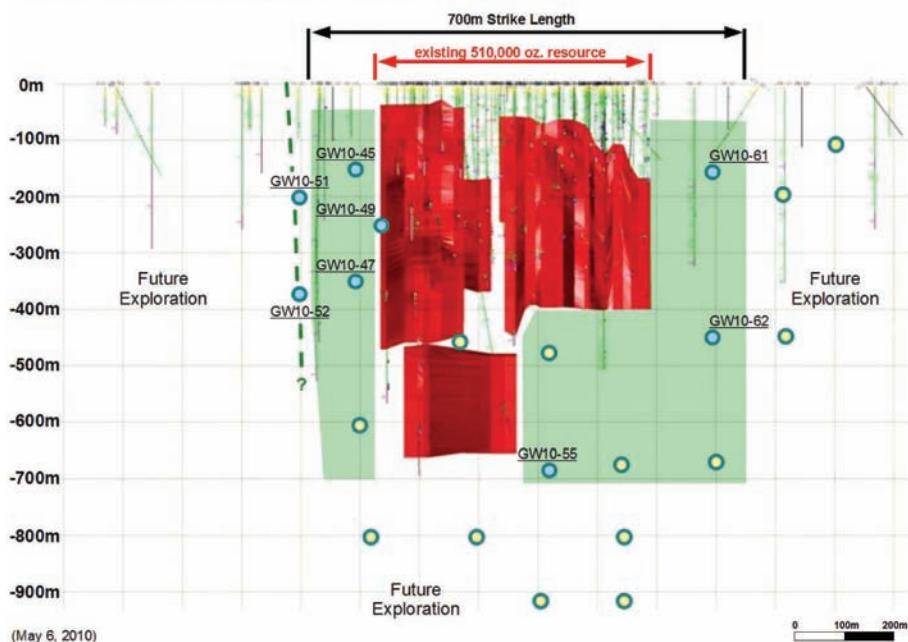 700m Strike Length
existing 510,000 oz. resource
0m
-100m
-200m
-300m
-400m
-500m
-600m
-700m
-800m
-900m
GW10-45
GW10-51
GW10-49
GW10-47
GW10-52
GW10-61
GW10-62
GW10-55
Future
Exploration
Future
Exploration
?
Future
Exploration
(May 6, 2010)
0 100m 200m